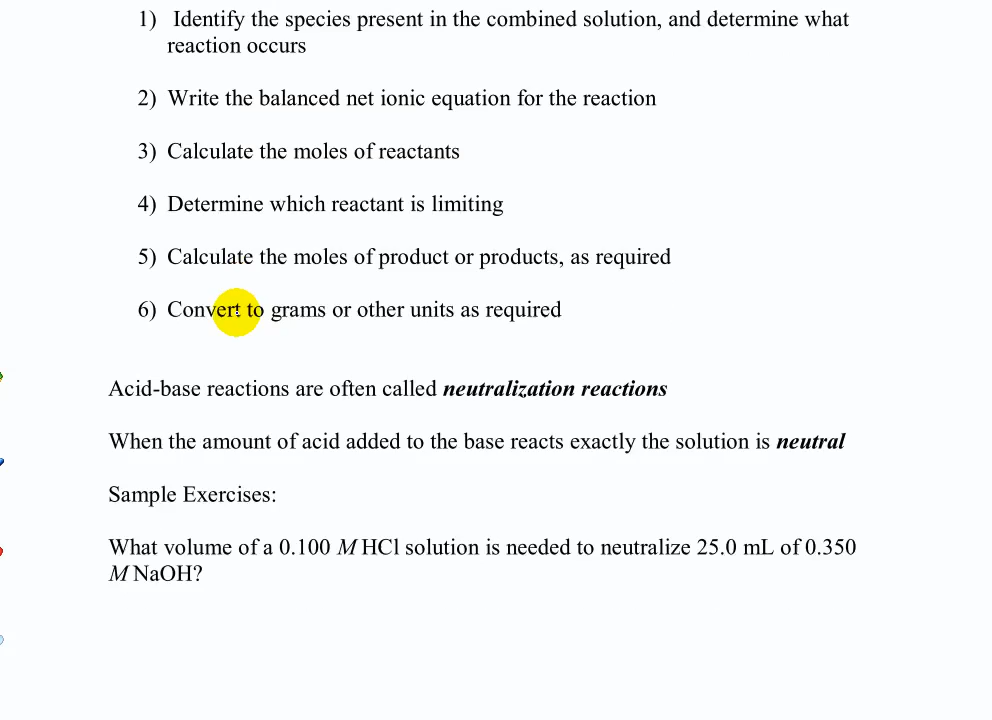 1) Identify the species present in the combined solution, and determine what
reaction occurs
2) Write the balanced net ionic equation for the reaction
3) Calculate the moles of reactants
4) Determine which reactant is limiting
5) Calculate the moles of product or products, as required
6) Convert to grams or other units as required
Acid-base reactions are often called neutralization reactions
When the amount of acid added to the base reacts exactly the solution is neutral
Sample Exercises:
What volume of a 0.100 M HCl solution is needed to neutralize 25.0 mL of 0.350
M NaOH?